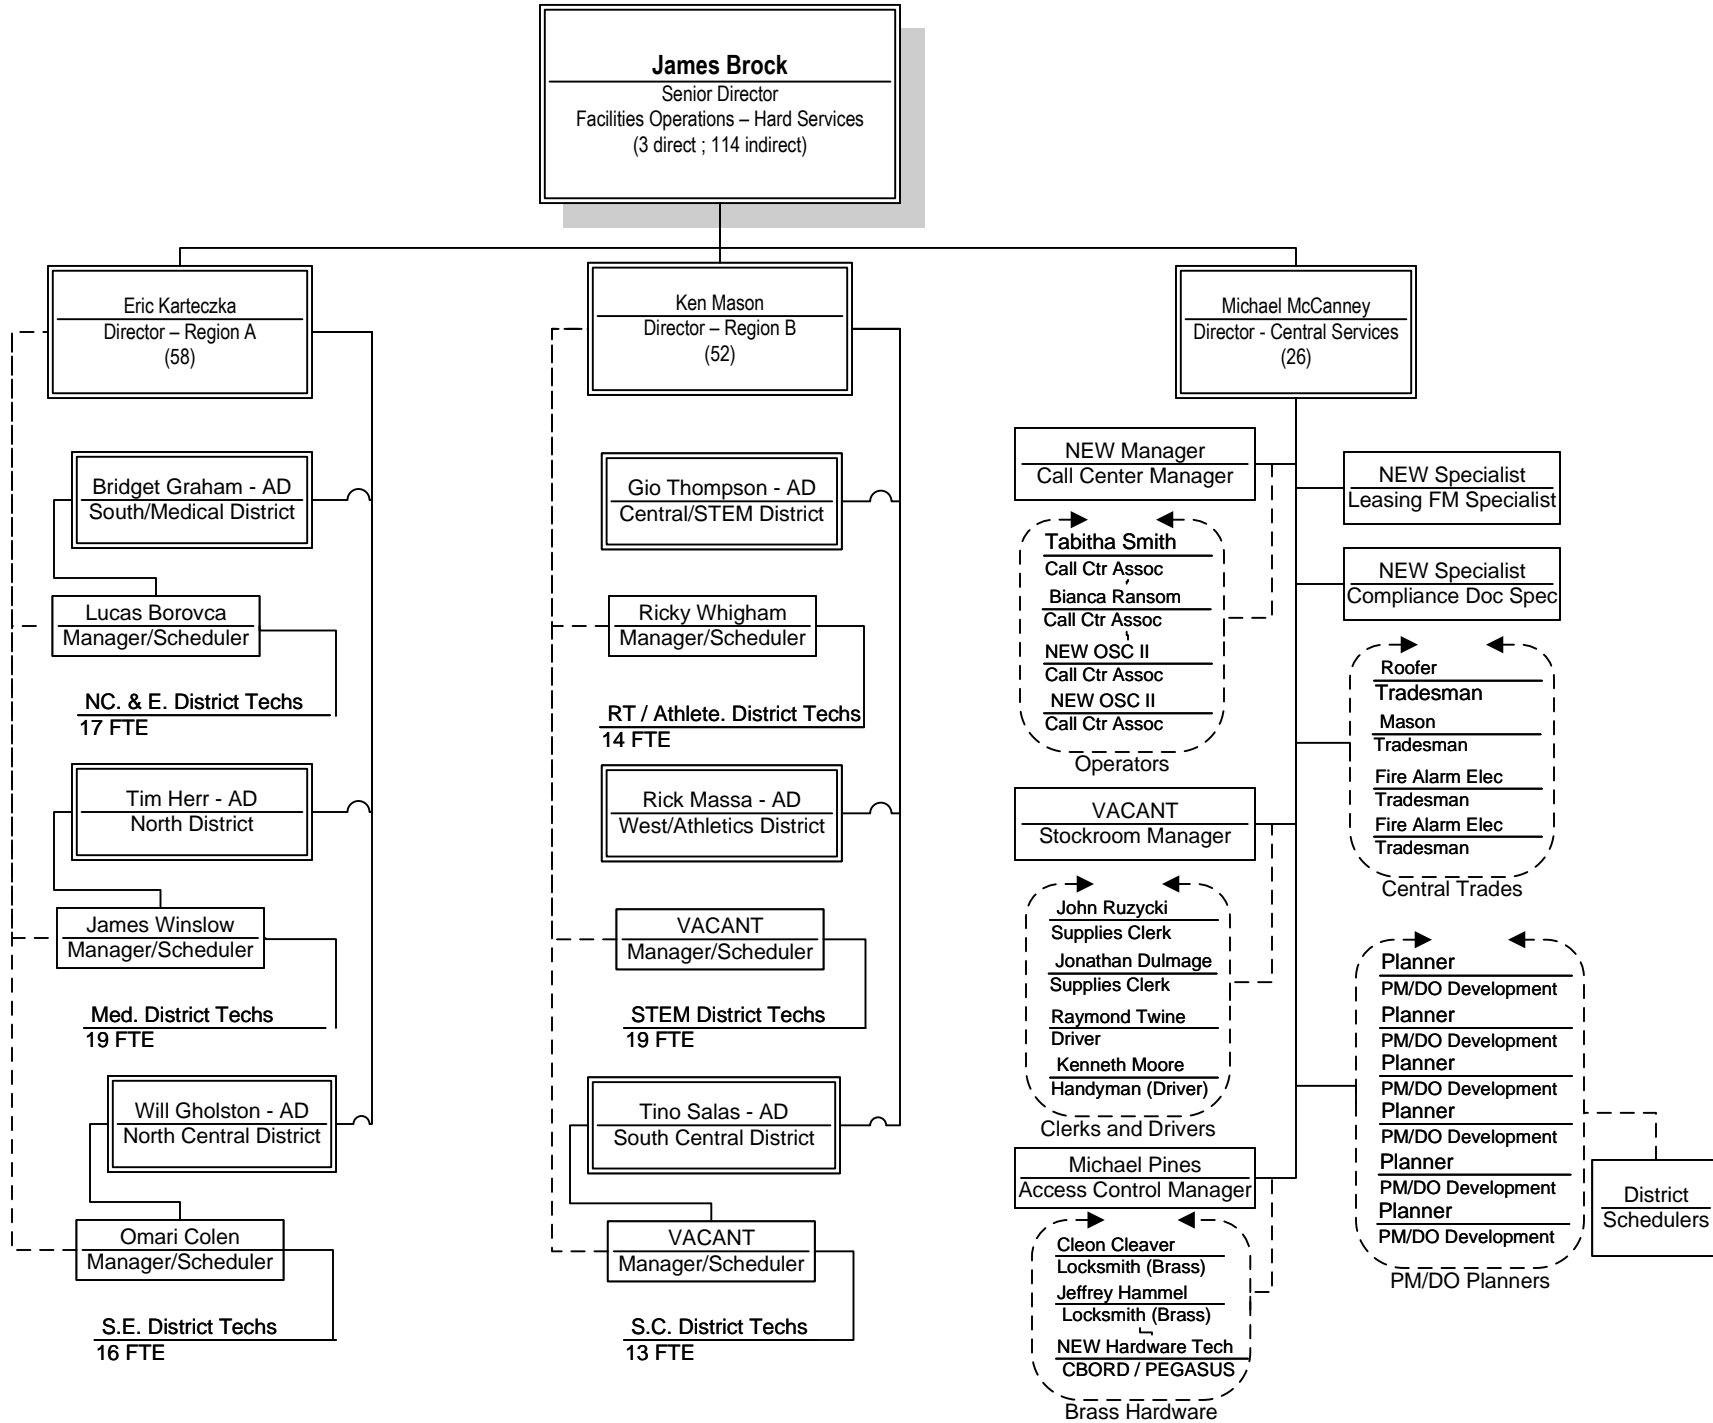 James Brock
Senior Director
Facilities Operations – Hard Services
(3 direct ; 114 indirect)
Eric Karteczka
Director – Region A
(58)
Bridget Graham - AD
South/Medical District
Lucas Borovca
Manager/Scheduler
NC. & E. District Techs
17 FTE
Tim Herr - AD
North District
James Winslow
Manager/Scheduler
Med. District Techs
19 FTE
Will Gholston - AD
North Central District
Omari Colen
Manager/Scheduler
S.E. District Techs
16 FTE
Ken Mason
Director – Region B
(52)
Gio Thompson - AD
Central/STEM District
Ricky Whigham
Manager/Scheduler
RT / Athlete. District Techs
14 FTE
Rick Massa - AD
West/Athletics District
VACANT
Manager/Scheduler
STEM District Techs
19 FTE
Tino Salas - AD
South Central District
VACANT
Manager/Scheduler
S.C. District Techs
13 FTE
Michael McCanney
Director - Central Services
(26)
NEW Manager
Call Center Manager
Tabitha Smith
Call Ctr Assoc
Bianca Ransom
Call Ctr Assoc
NEW OSC II
Call Ctr Assoc
NEW OSC II
Call Ctr Assoc
Operators
VACANT
Stockroom Manager
John Ruzycki
Supplies Clerk
Jonathan Dulmage
Supplies Clerk
Raymond Twine
Driver
Kenneth Moore
Handyman (Driver)
Clerks and Drivers
Michael Pines
Access Control Manager
Cleon Cleaver
Locksmith (Brass)
Jeffrey Hammel
Locksmith (Brass)
NEW Hardware Tech
CBORD / PEGASUS
Brass Hardware
NEW Specialist
Leasing FM Specialist
NEW Specialist
Compliance Doc Spec
Roofer
Tradesman
Mason
Tradesman
Fire Alarm Elec
Tradesman
Fire Alarm Elec
Tradesman
Central Trades
Planner
PM/DO Development
Planner
PM/DO Development
Planner
PM/DO Development
Planner
PM/DO Development
Planner
PM/DO Development
Planner
PM/DO Development
PM/DO Planners
District
Schedulers